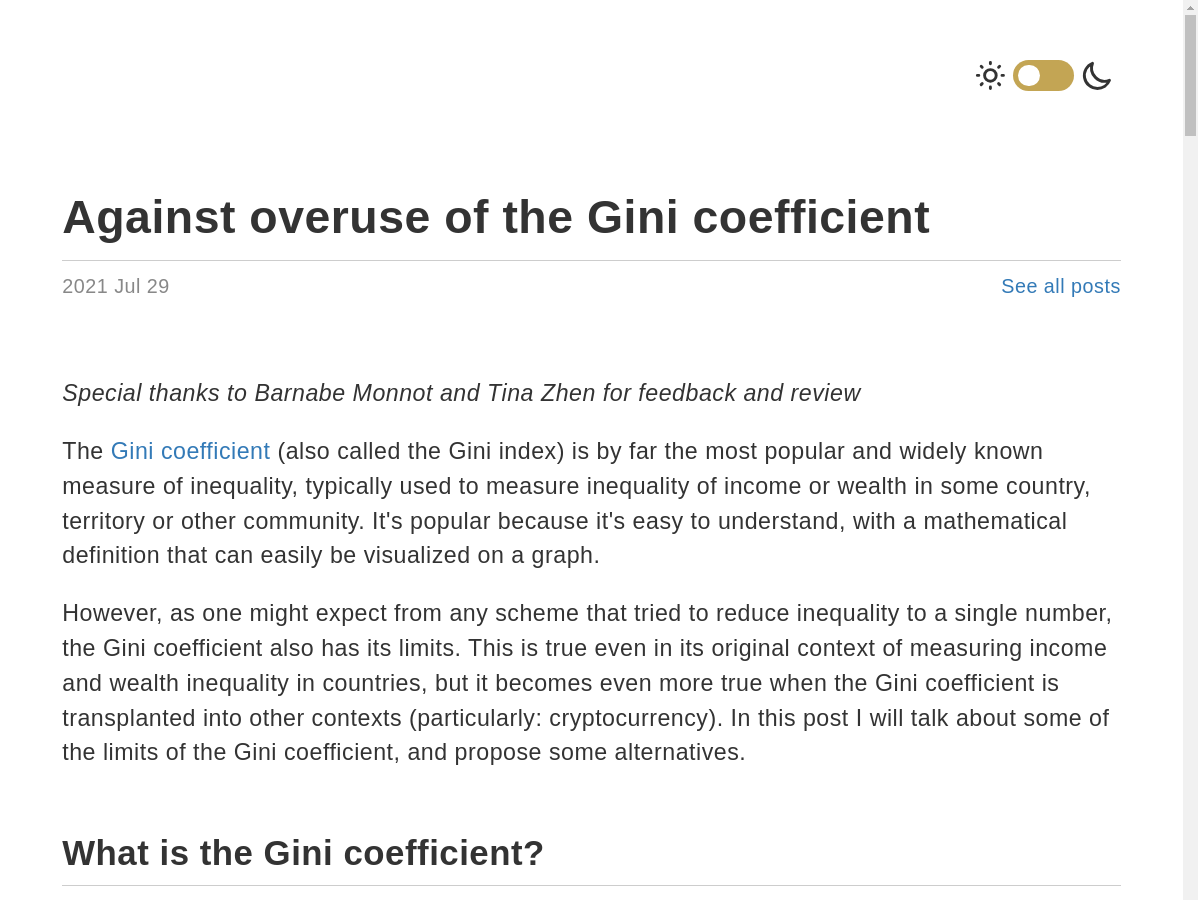 Against overuse of the Gini coefficient
2021 Jul 29
See all posts
Special thanks to Barnabe Monnot and Tina Zhen for feedback and review
The Gini coefficient (also called the Gini index) is by far the most popular and widely known
measure of inequality, typically used to measure inequality of income or wealth in some country,
territory or other community. It's popular because it's easy to understand, with a mathematical
definition that can easily be visualized on a graph.
However, as one might expect from any scheme that tried to reduce inequality to a single number,
the Gini coefficient also has its limits. This is true even in its original context of measuring income
and wealth inequality in countries, but it becomes even more true when the Gini coefficient is
transplanted into other contexts (particularly: cryptocurrency). In this post I will talk about some of
the limits of the Gini coefficient, and propose some alternatives.
What is the Gini coefficient?